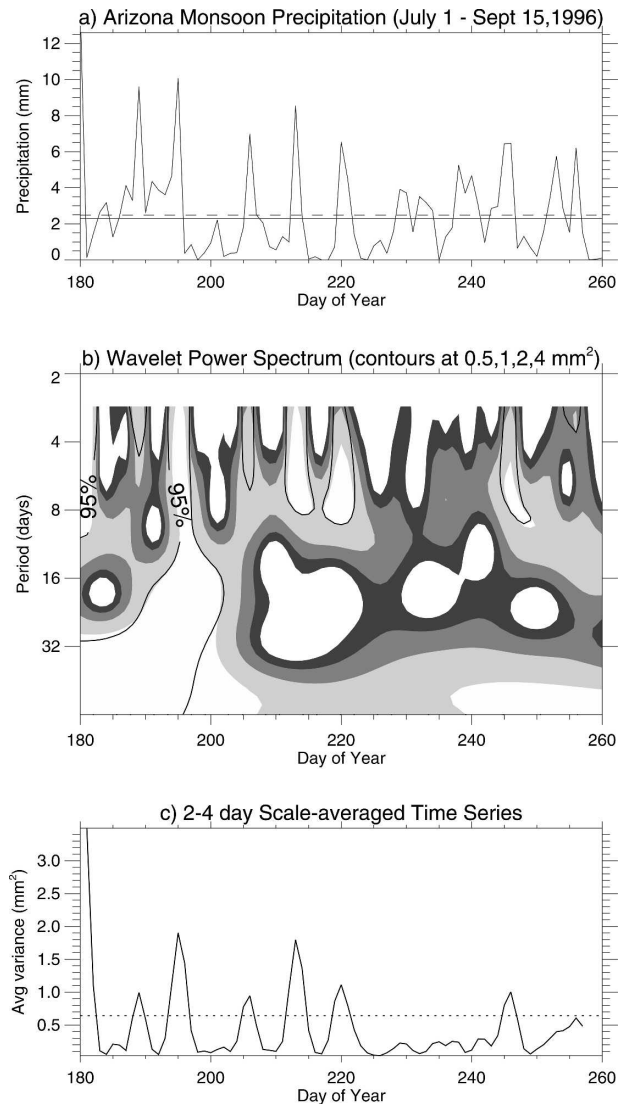 a) Arizona Monsoon Precipitation (July 1 - Sept 15,1996)
12
10
8
6
4
2
0
Precipitation (mm)
180 200 220 240 260
Day of Year
b) Wavelet Power Spectrum (contours at 0.5,1,2,4 mm²)
2
4
8
16
32
Period (days)
95%
95%
180 200 220 240 260
Day of Year
c) 2-4 day Scale-averaged Time Series
3.0
2.5
2.0
1.5
1.0
0.5
Avg variance (mm²)
180 200 220 240 260
Day of Year